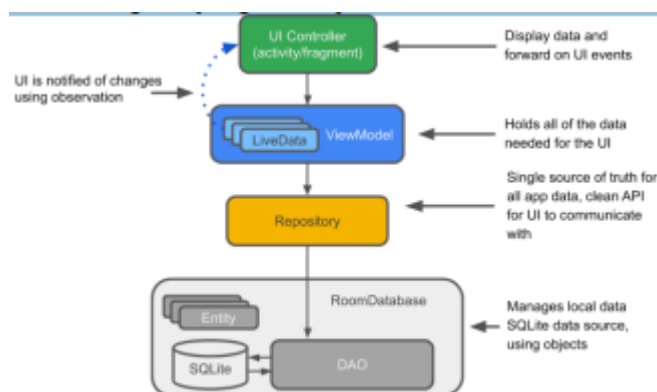 UI Controller
(activity/fragment)
Display data and
forward on UI events
UI is notified of changes
using observation
LiveData
ViewModel
Holds all of the data
needed for the UI
Single source of truth for
all app data, clean API
for UI to communicate
with
Repository
RoomDatabase
Entity
Manages local data
SQLite data source,
using objects
SQLite
DAO